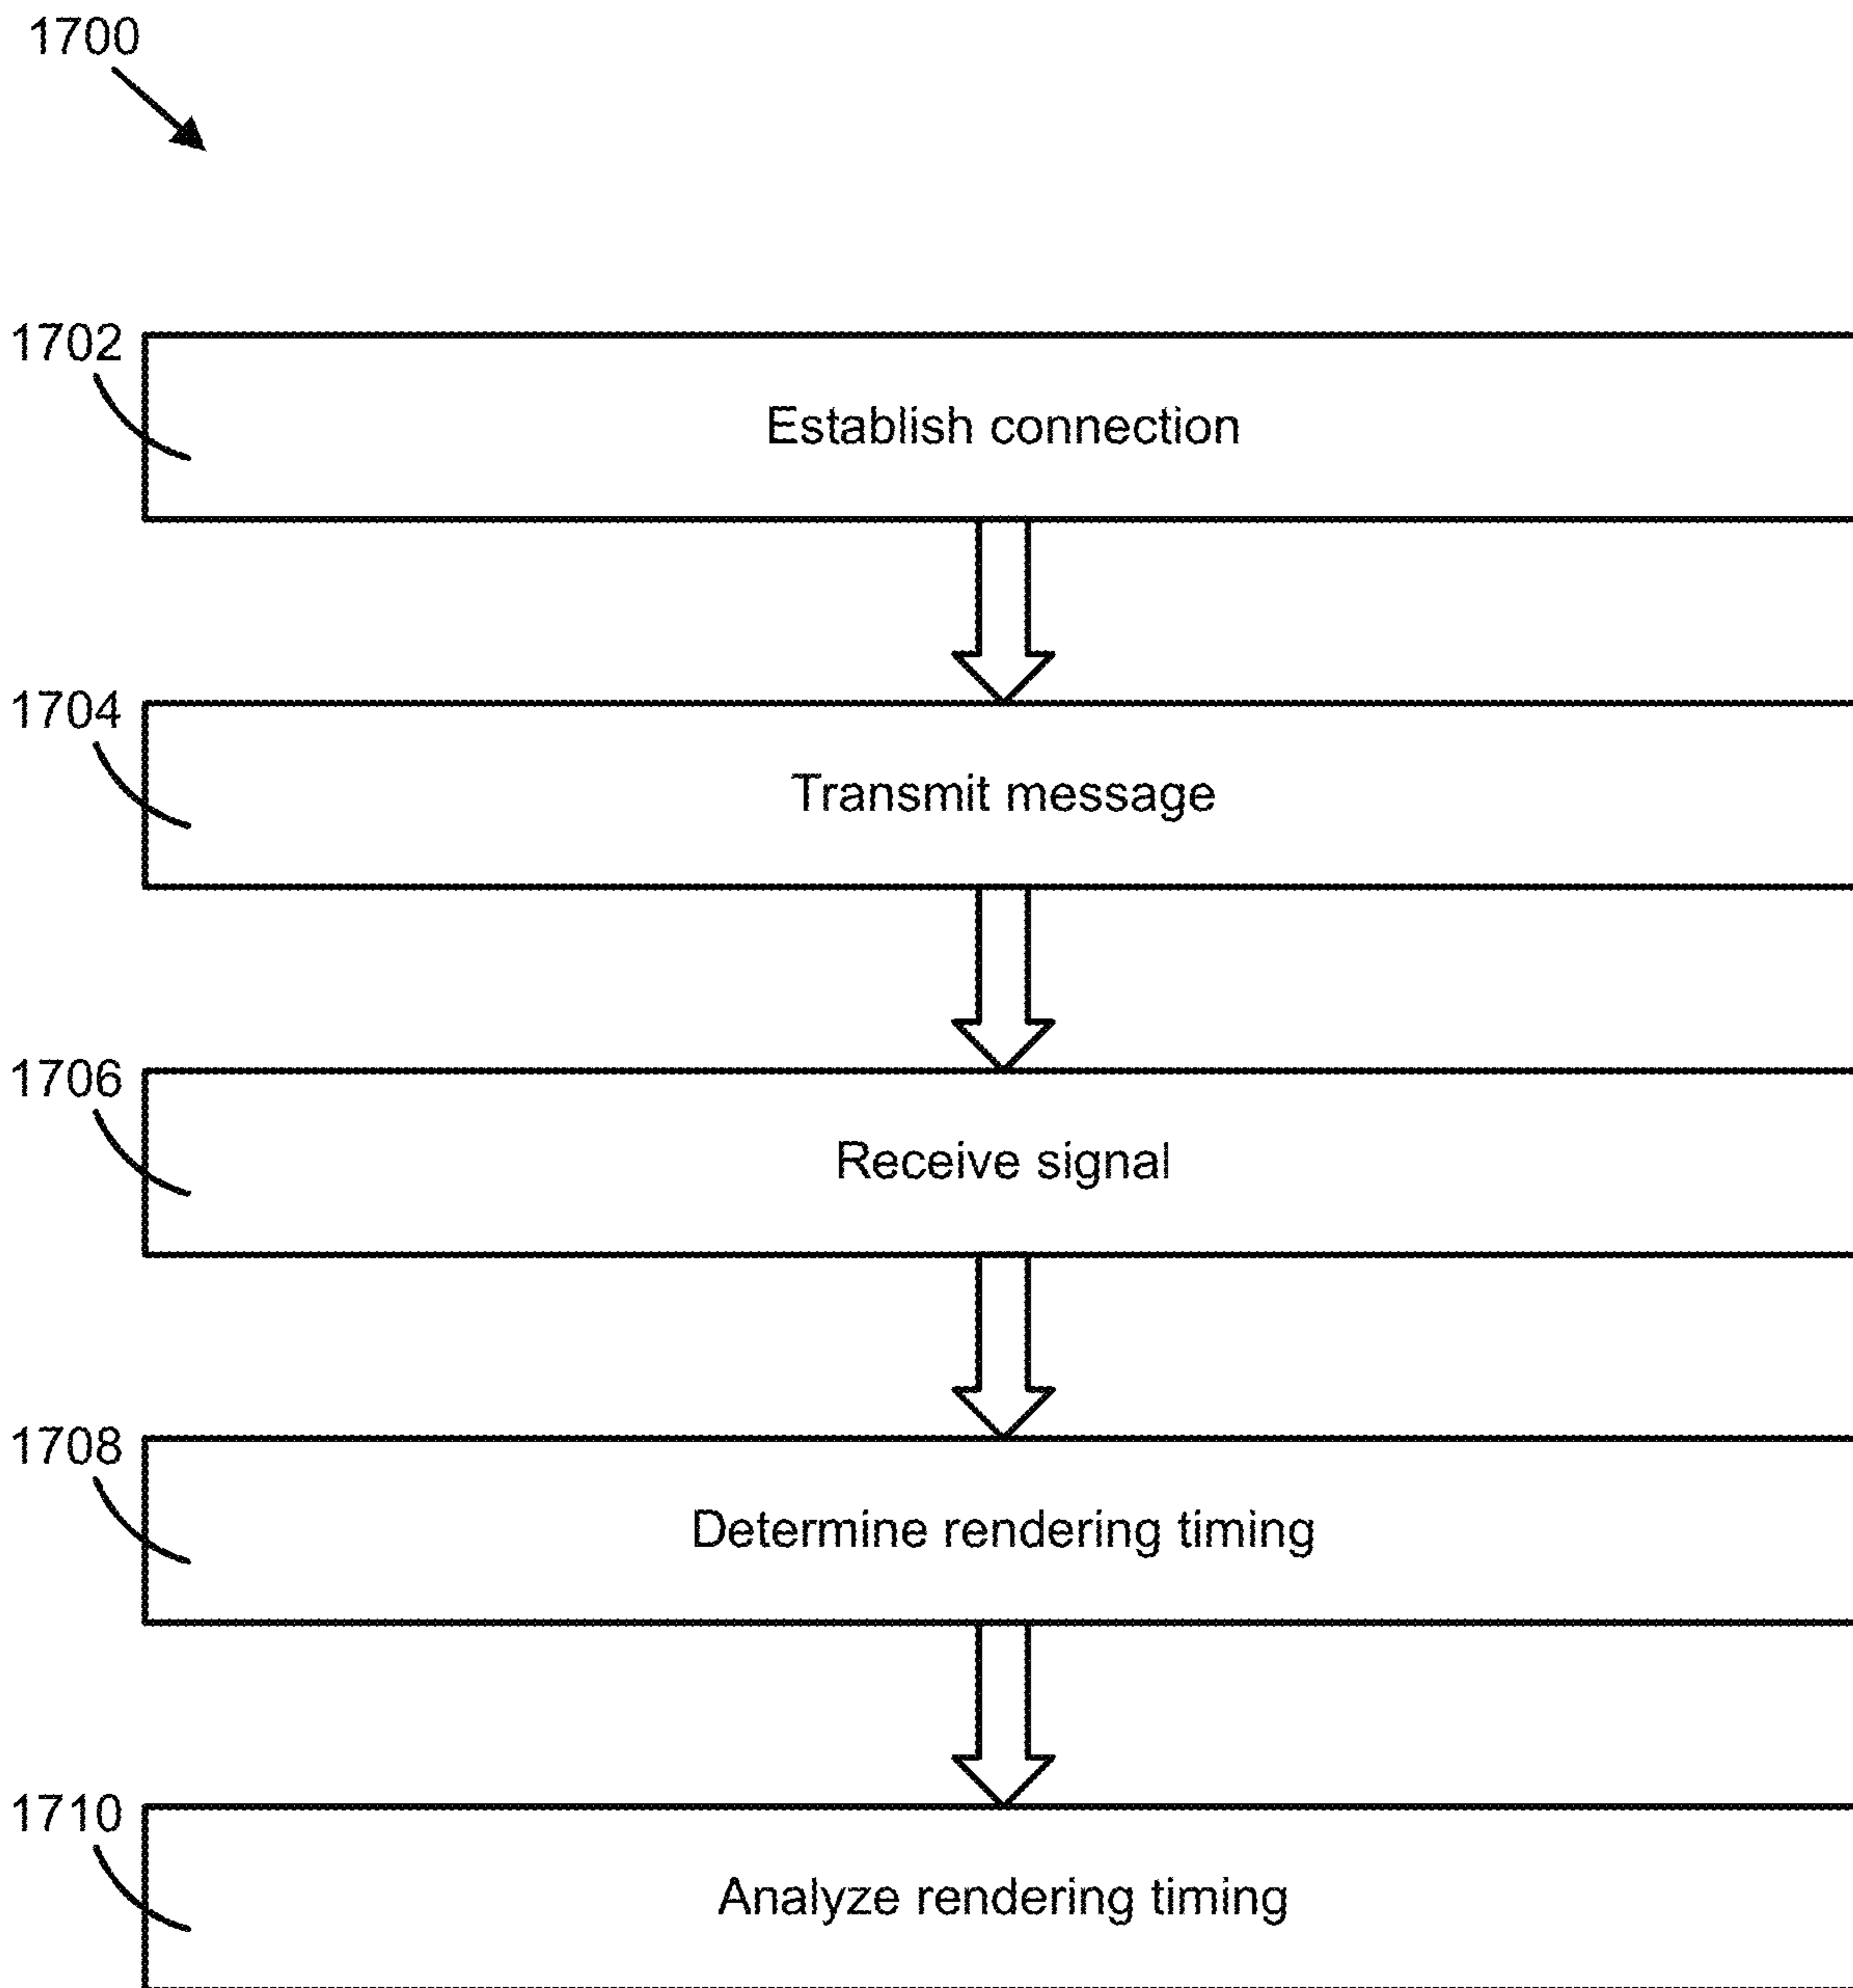 1700
1702
Establish connection
1704
Transmit message
1706
Receive signal
1708
Determine rendering timing
1710
Analyze rendering timing